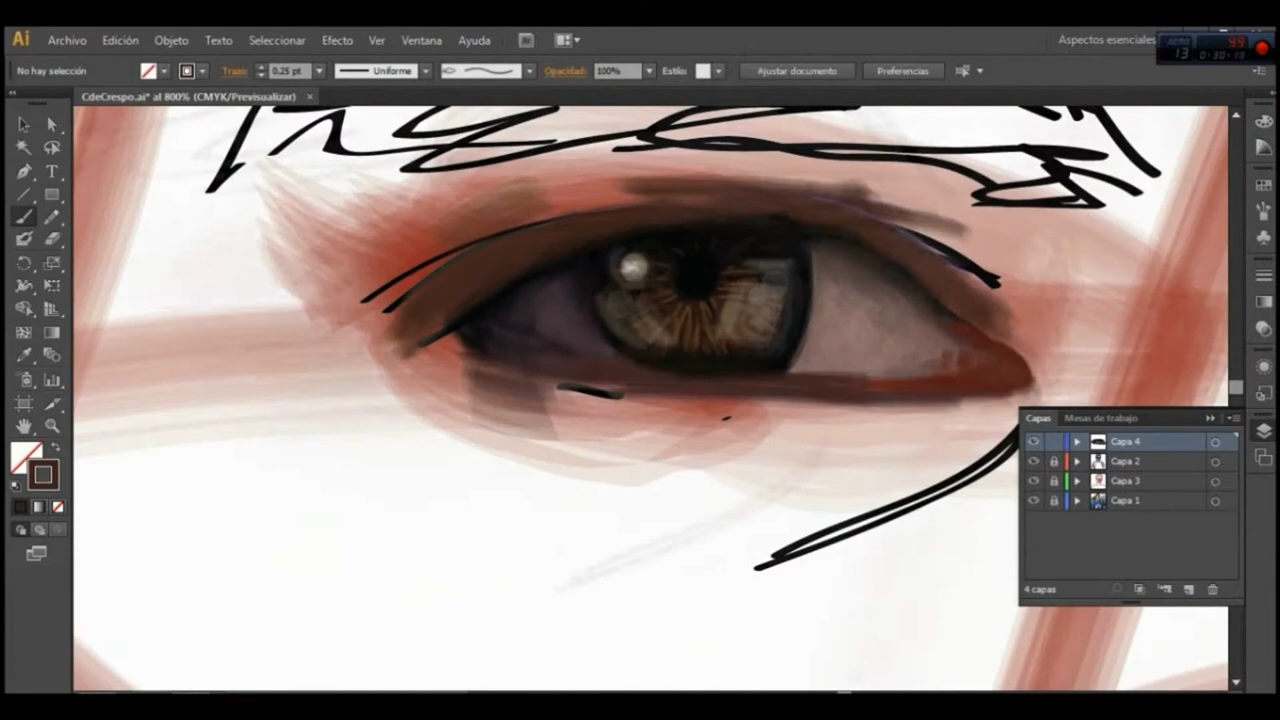 Ai Archivo Edición Objeto Texto Seleccionar Efecto Ver Ventana Ayuda Br Aspectos esenciales
No hay selección Trazo: 0.25 pt Uniforme Opacidad: 100% Estilo: Ajustar documento Preferencias
CdeCrespo.ai* al 800% (CMYK/Previsualizar) ×
Capas Mesas de trabajo
Capa 4
Capa 2
Capa 3
Capa 1
4 capas